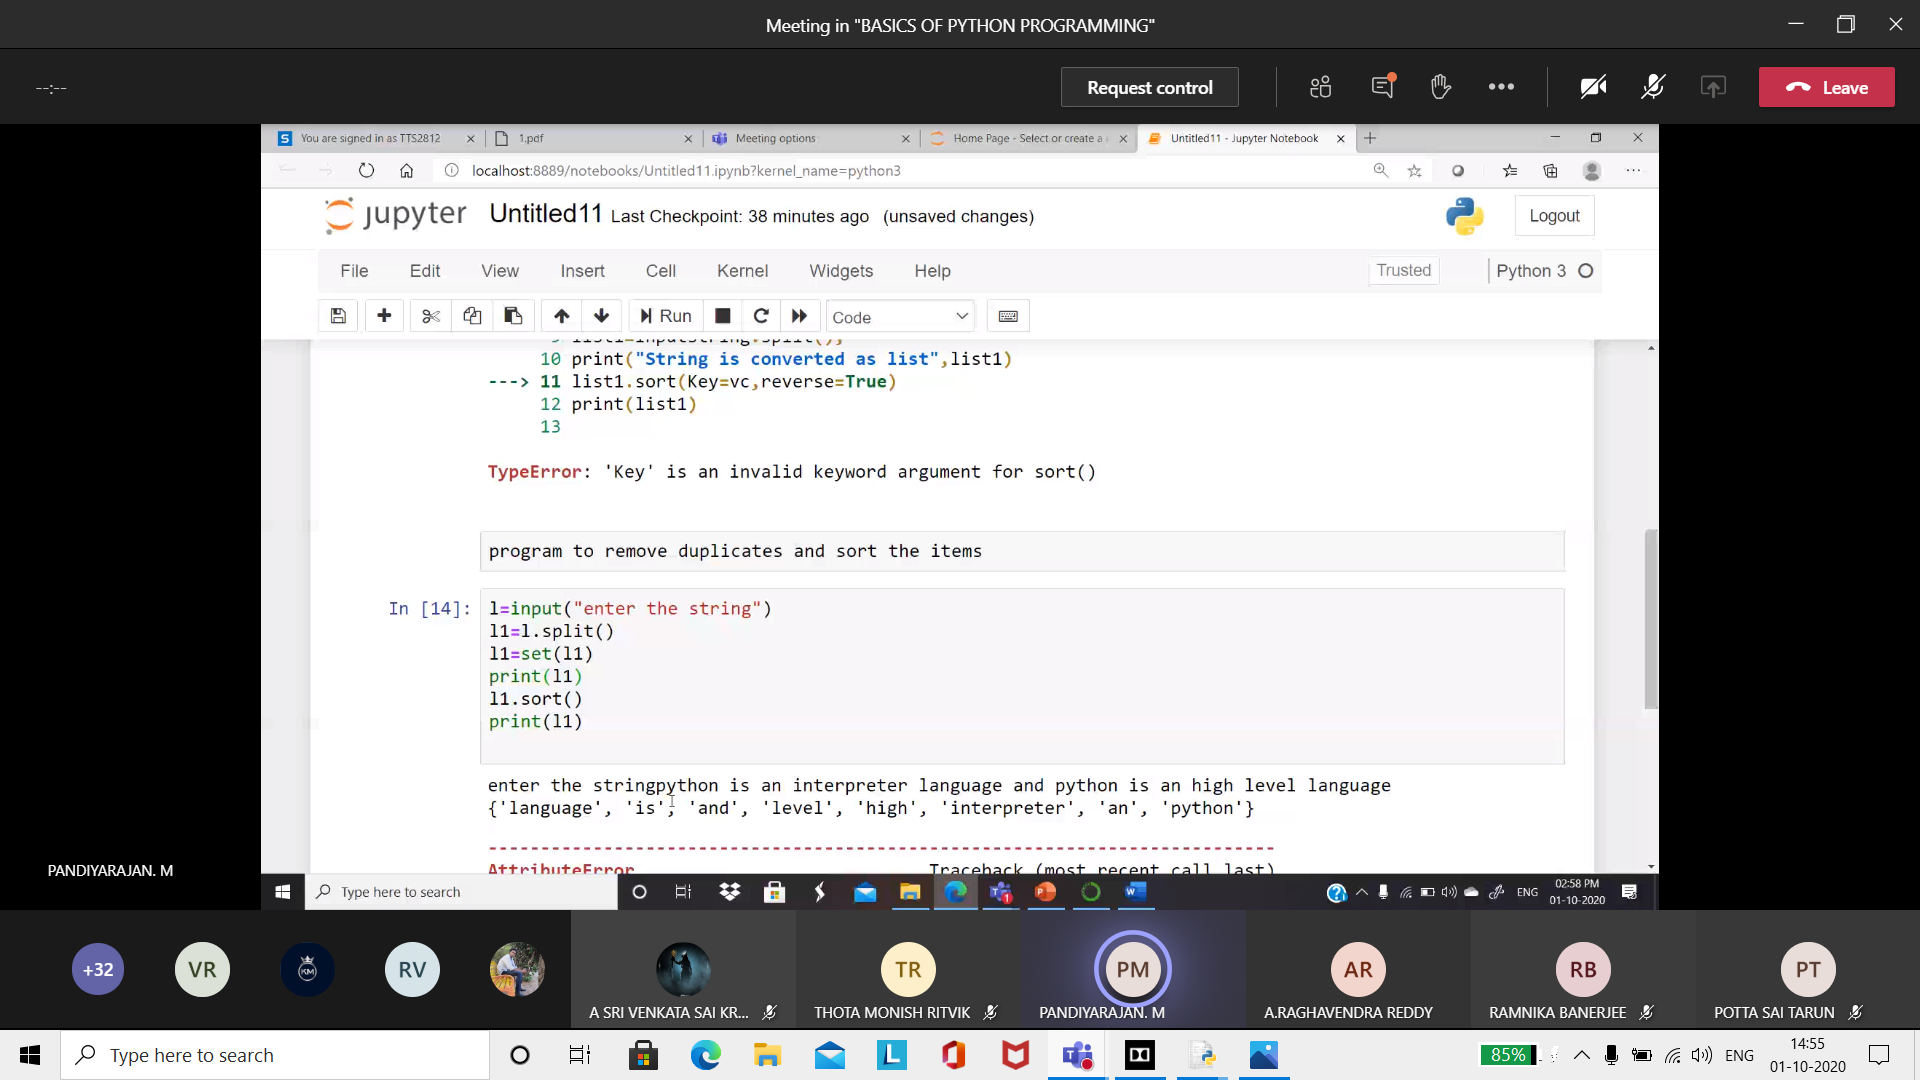 Meeting in "BASICS OF PYTHON PROGRAMMING"
--:--
Request control
Leave
You are signed in as TTS2812
1.pdf
Meeting options
Home Page - Select or create a
Untitled11 - Jupyter Notebook
localhost:8889/notebooks/Untitled11.ipynb?kernel_name=python3
jupyter Untitled11 Last Checkpoint: 38 minutes ago (unsaved changes)
Logout
File Edit View Insert Cell Kernel Widgets Help
Trusted
Python 3
Run
Code
10 print("String is converted as list",list1)
---> 11 list1.sort(Key=vc,reverse=True)
12 print(list1)
13
TypeError: 'Key' is an invalid keyword argument for sort()
program to remove duplicates and sort the items
In [14]:
l=input("enter the string")
l1=l.split()
l1=set(l1)
print(l1)
l1.sort()
print(l1)
enter the stringpython is an interpreter language and python is an high level language
{'language', 'is', 'and', 'level', 'high', 'interpreter', 'an', 'python'}
---------------------------------------------------------------------------
AttributeError Traceback (most recent call last)
PANDIYARAJAN. M
Type here to search
ENG
02:58 PM
01-10-2020
+32
VR
KM
RV
TR
PM
AR
RB
PT
A SRI VENKATA SAI KR...
THOTA MONISH RITVIK
PANDIYARAJAN. M
A.RAGHAVENDRA REDDY
RAMNIKA BANERJEE
POTTA SAI TARUN
Type here to search
85%
ENG
14:55
01-10-2020